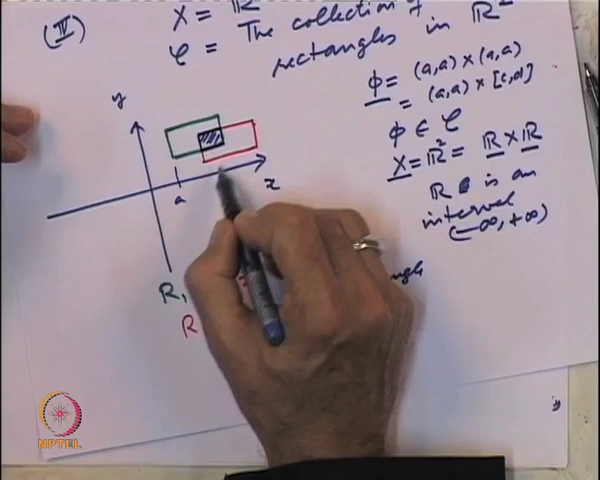 (II)
X = ℝ
𝒞 = The collection of
rectangles in ℝ²
ϕ = (a,a) × (a,a)
= (a,a) × [c,d]
ϕ ∈ 𝒞
X = ℝ² = ℝ × ℝ
ℝ is an
interval
(−∞, +∞)
y
x
a
R,
R
NPTEL